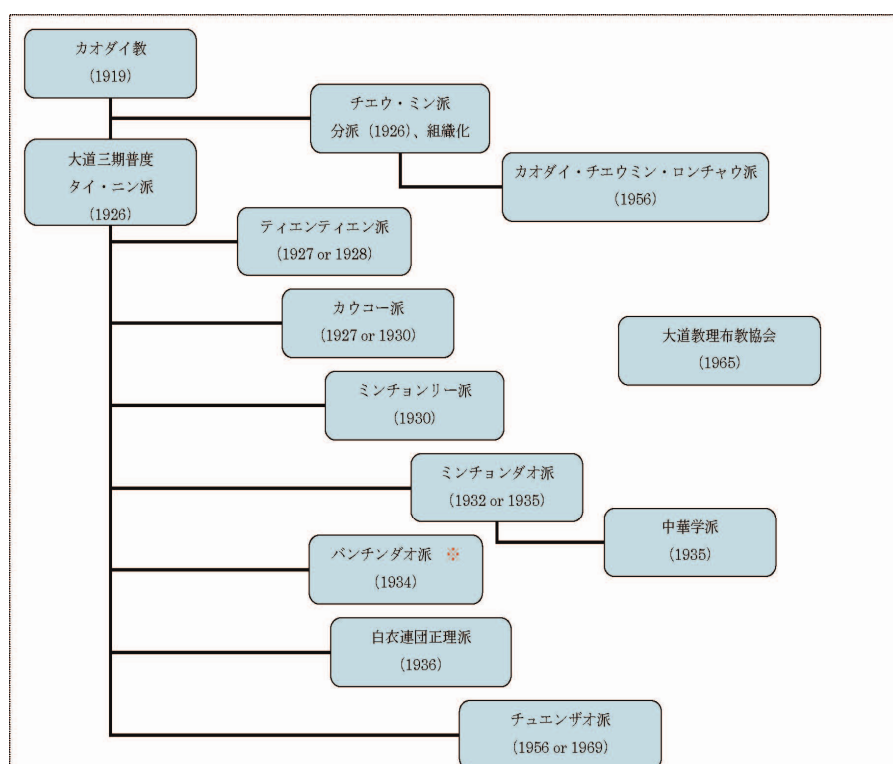 カオダイ教
(1919)
チエウ・ミン派
分派 (1926)、組織化
大道三期普度
タイ・ニン派
(1926)
カオダイ・チエウミン・ロンチャウ派
(1956)
ティエンティエン派
(1927 or 1928)
カウコー派
(1927 or 1930)
大道教理布教協会
(1965)
ミンチョンリー派
(1930)
ミンチョンダオ派
(1932 or 1935)
中華学派
(1935)
バンチンダオ派 ※
(1934)
白衣連団正理派
(1936)
チュエンザオ派
(1956 or 1969)